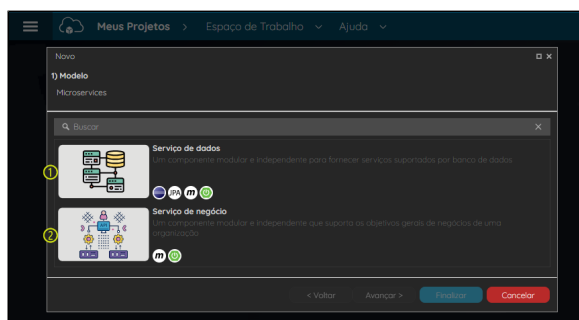 Meus Projetos > Espaço de Trabalho Ajuda
Novo
1) Modelo
Microservices
Buscar
1
Serviço de dados
Um componente modular e independente para fornecer serviços suportados por banco de dados
JPA m
2
Serviço de negócio
Um componente modular e independente que suporta os objetivos gerais de negócios de uma
organização
m
< Voltar Avançar > Finalizar Cancelar